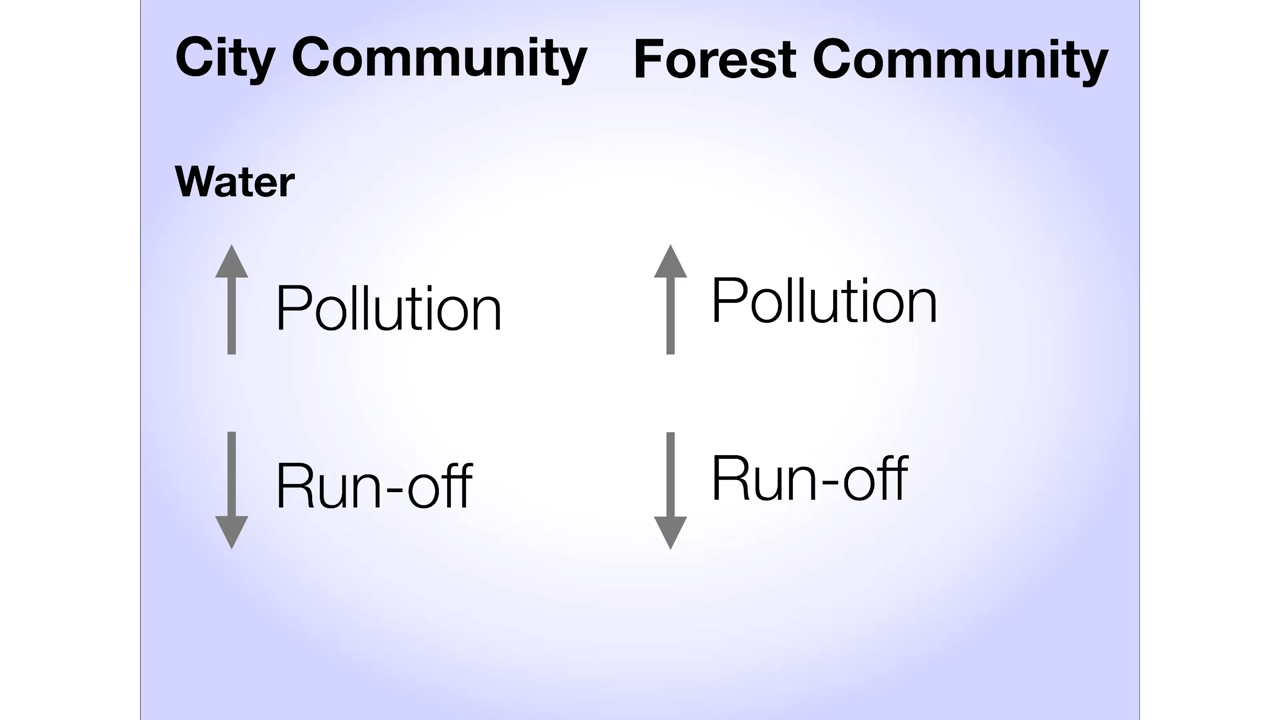 City Community
Forest Community
Water
Pollution
Pollution
Run-off
Run-off